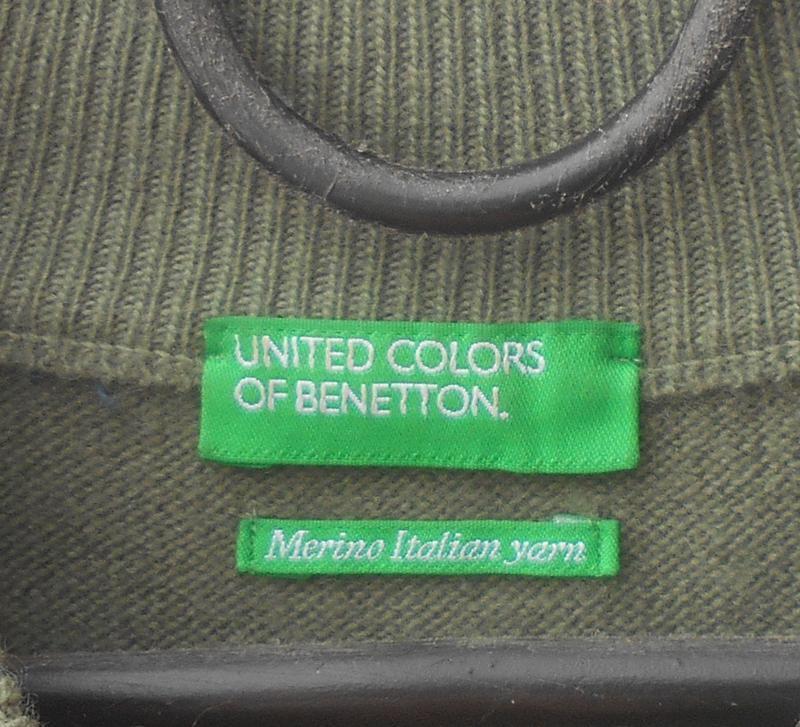 UNITED COLORS
OF BENETTON.
Merino Italian yarn